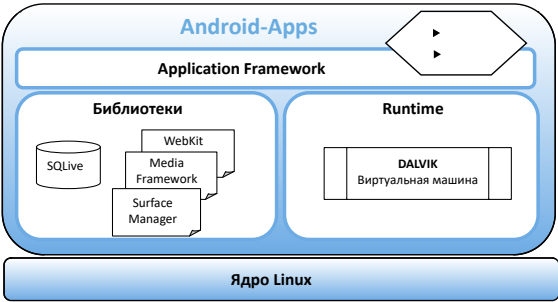 Android-Apps
Application Framework
Библиотеки
Runtime
SQLive
WebKit
Media
Framework
Surface
Manager
DALVIK
Виртуальная машина
Ядро Linux